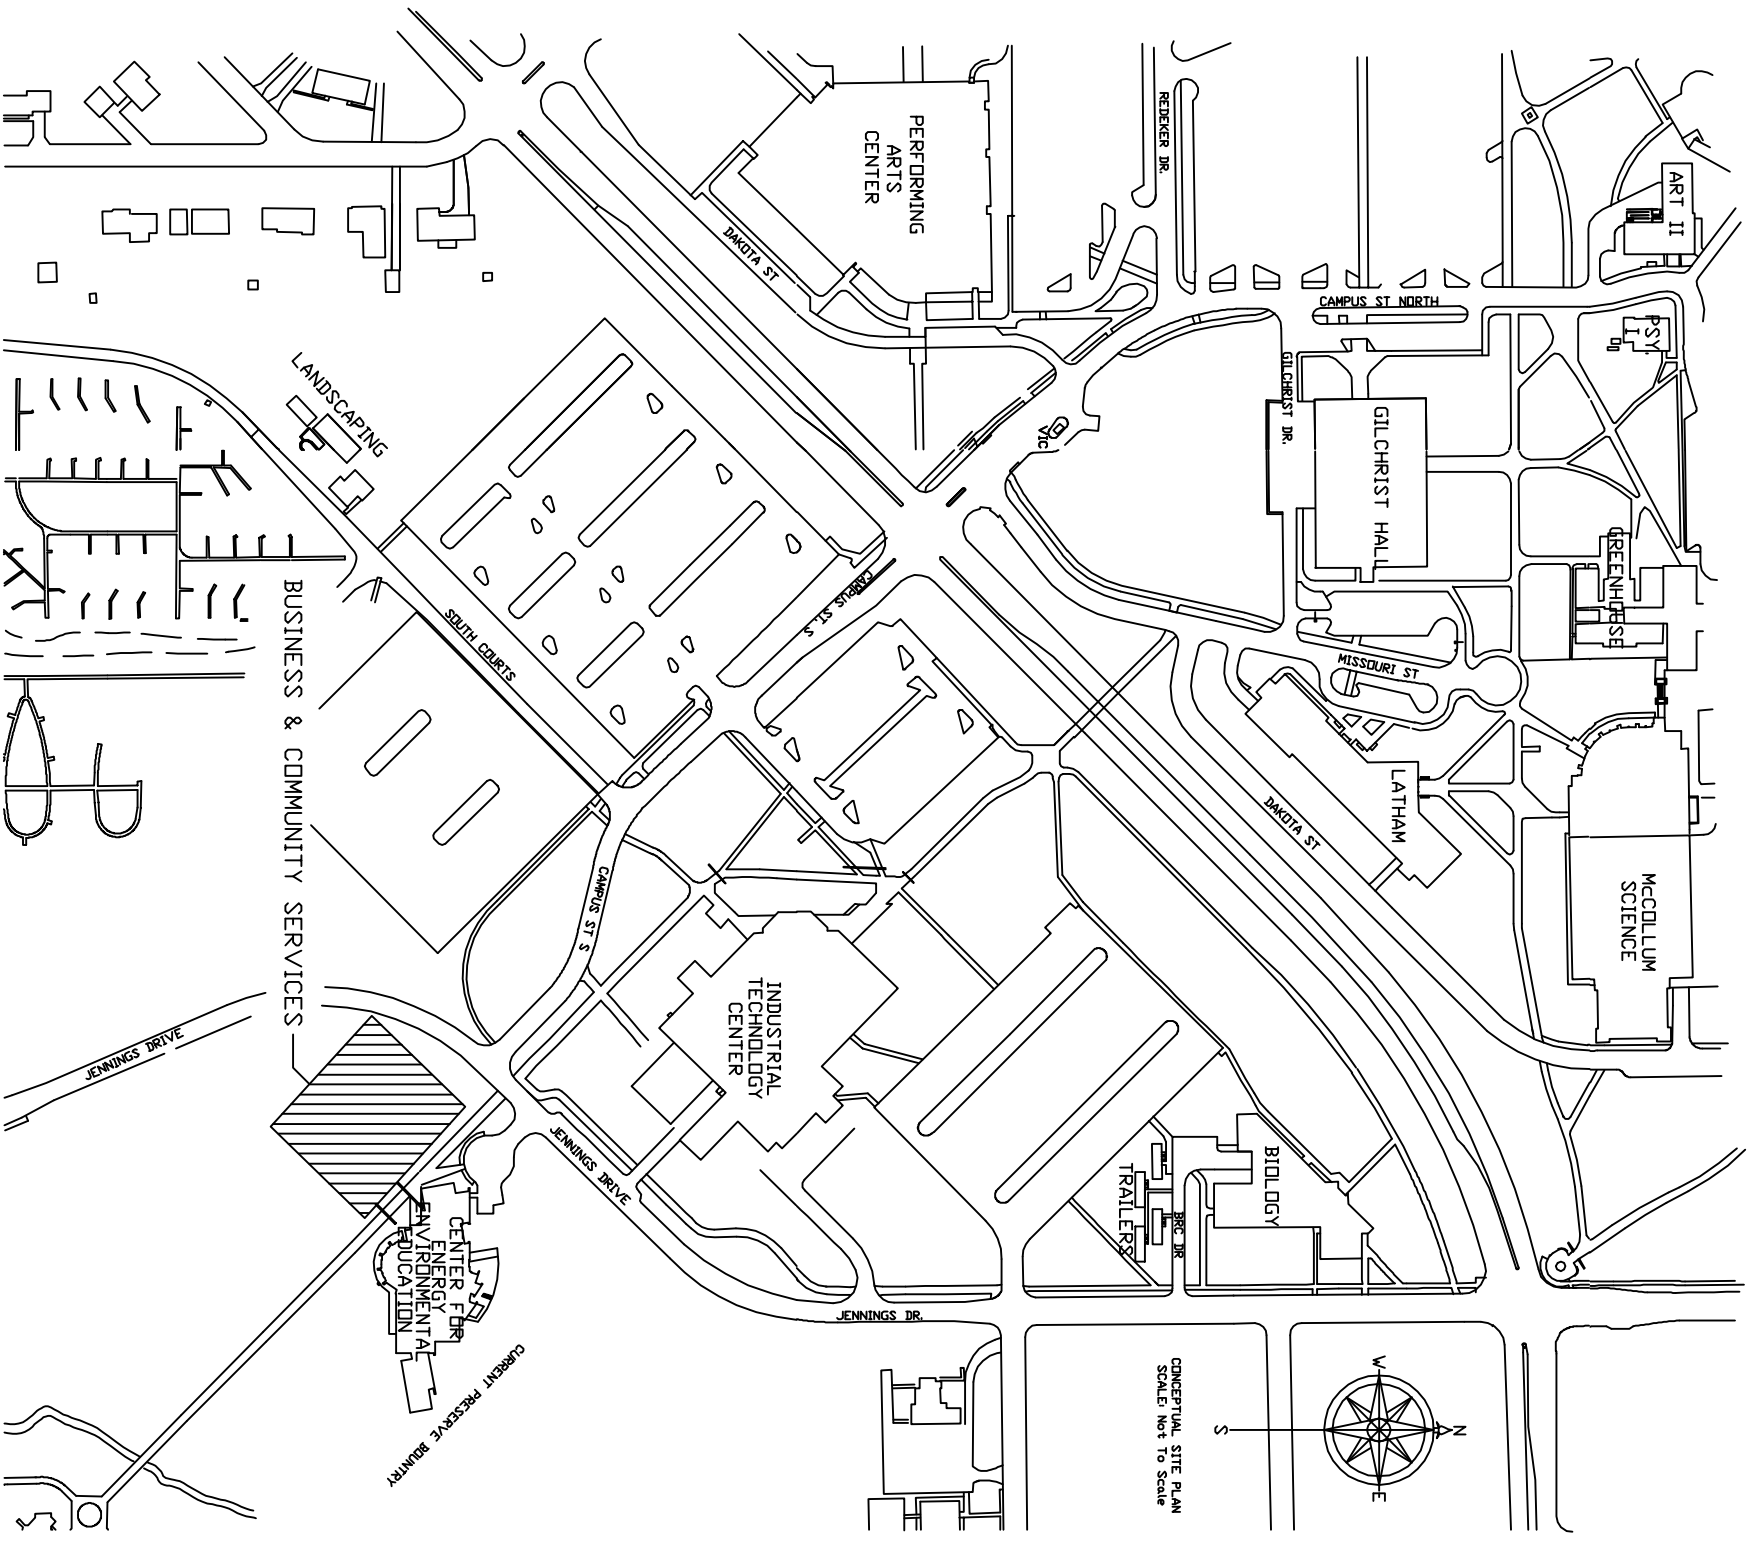 REDEKER DR.
PERFORMING
ARTS
CENTER
ART II
DAKOTA ST
CAMPUS ST NORTH
PSY.
I
GILCHRIST DR.
VIC
GILCHRIST HALL
GREENHOUSE
LANDSCAPING
CAMPUS ST. S
SOUTH COURTS
MISSOURI ST
LATHAM
DAKOTA ST
McCOLLUM
SCIENCE
BUSINESS & COMMUNITY SERVICES
CAMPUS ST S
INDUSTRIAL
TECHNOLOGY
CENTER
JENNINGS DRIVE
JENNINGS DRIVE
BIOLOGY
TRAILERS
BRC DR
CENTER FOR
ENERGY
ENVIRONMENTAL
EDUCATION
JENNINGS DR.
CURRENT PRESERVE BOUNTRY
CONCEPTUAL SITE PLAN
SCALE: Not To Scale
W
N
S
E